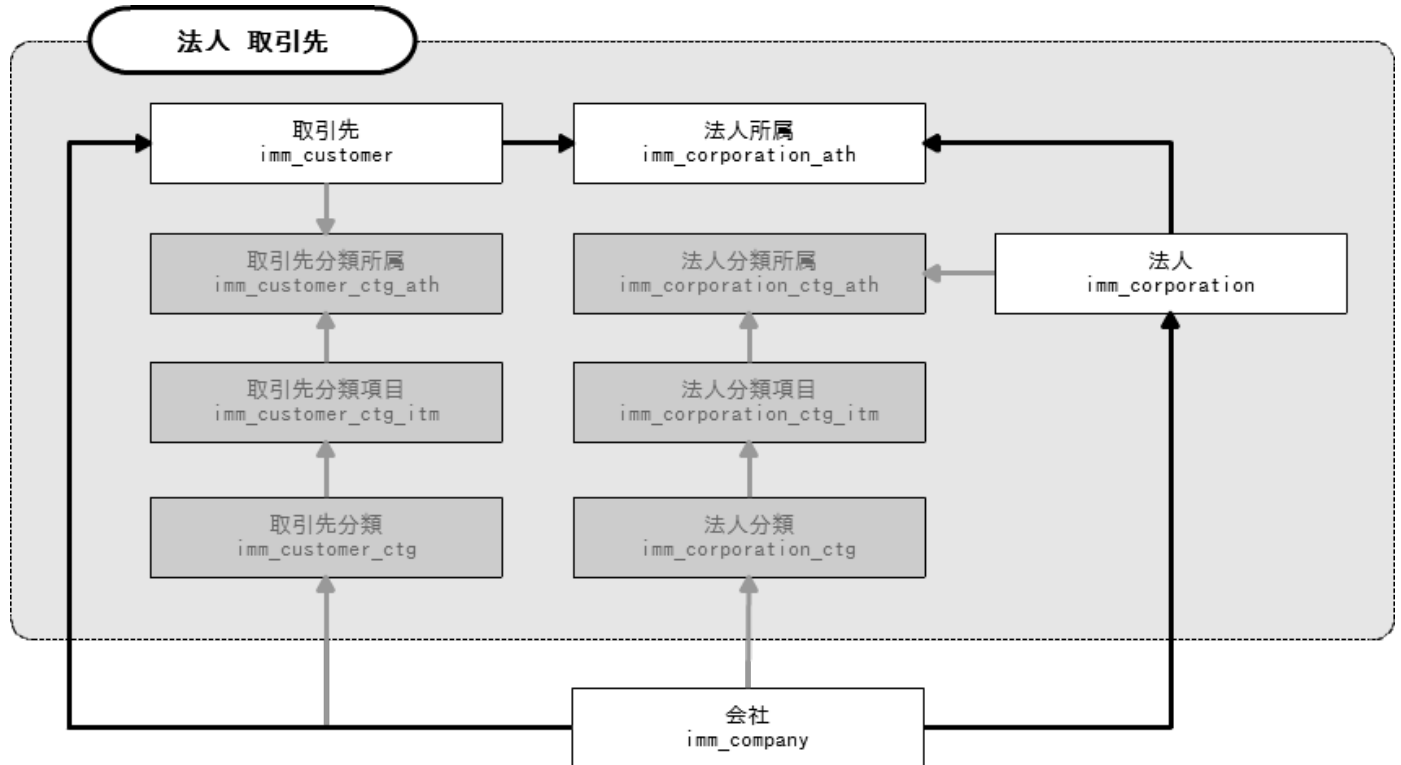 法人 取引先
取引先
imm_customer
法人所属
imm_corporation_ath
取引先分類所属
imm_customer_ctg_ath
法人分類所属
imm_corporation_ctg_ath
法人
imm_corporation
取引先分類項目
imm_customer_ctg_itm
法人分類項目
imm_corporation_ctg_itm
取引先分類
imm_customer_ctg
法人分類
imm_corporation_ctg
会社
imm_company